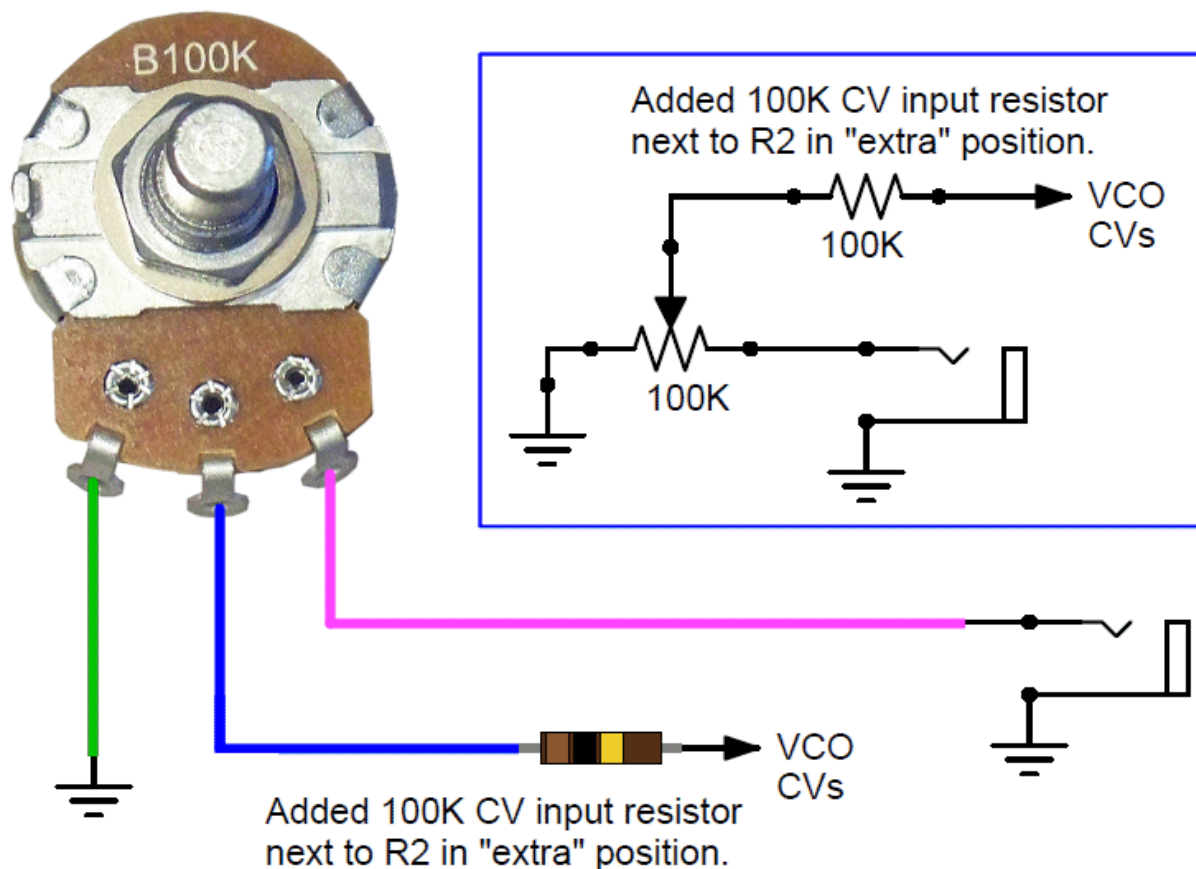 B100K
Added 100K CV input resistor
next to R2 in "extra" position.
VCO
CVs
100K
100K
VCO
CVs
Added 100K CV input resistor
next to R2 in "extra" position.